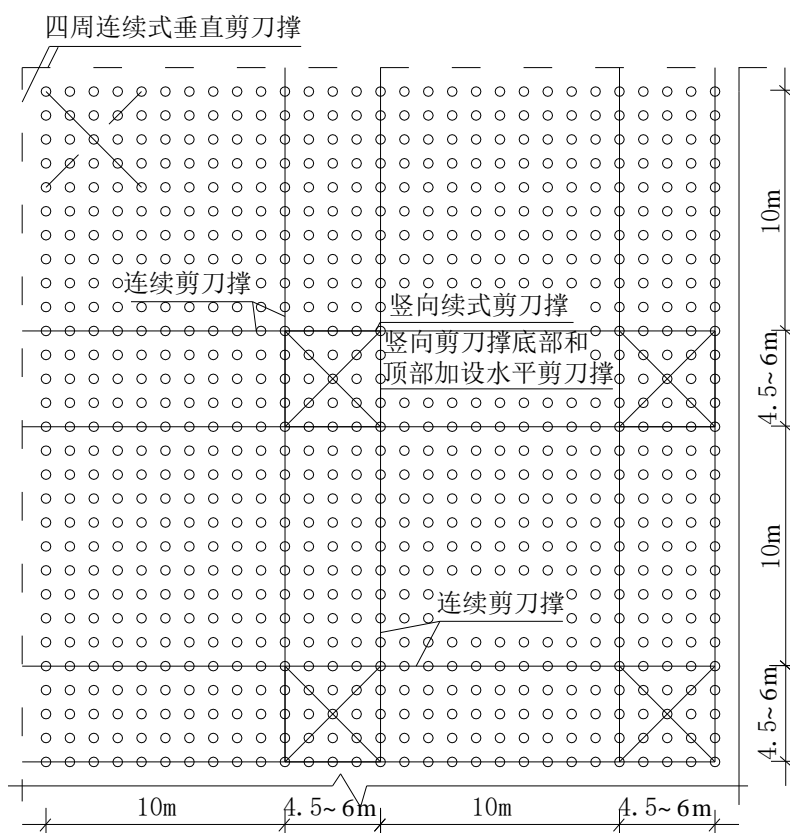 四周连续式垂直剪刀撑
连续剪刀撑
竖向续式剪刀撑
竖向剪刀撑底部和
顶部加设水平剪刀撑
连续剪刀撑
10m
4.5~6m
10m
4.5~6m
10m
4.5~6m
10m
4.5~6m